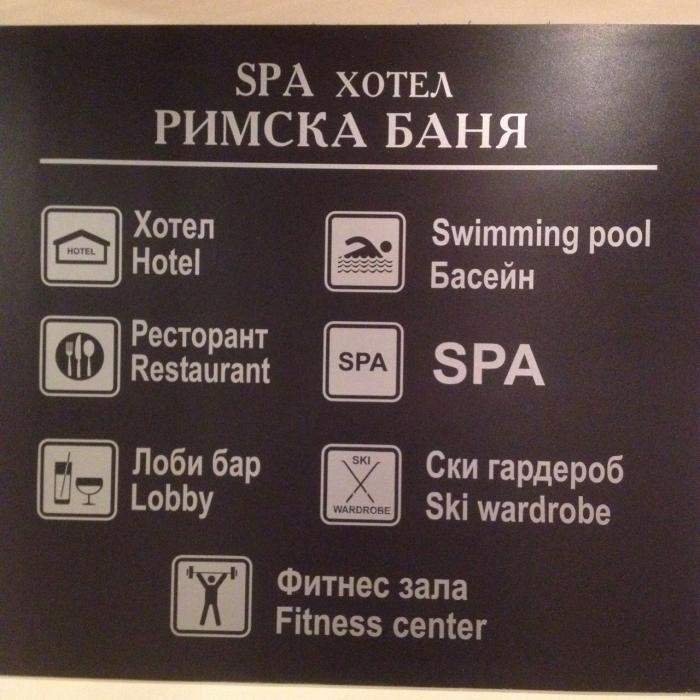 SPA ХОТЕЛ
РИМСКА БАНЯ
HOTEL
Хотел
Hotel
Swimming pool
Басейн
Ресторант
Restaurant
SPA
SPA
Лоби бар
Lobby
SKI
WARDROBE
Ски гардероб
Ski wardrobe
Фитнес зала
Fitness center